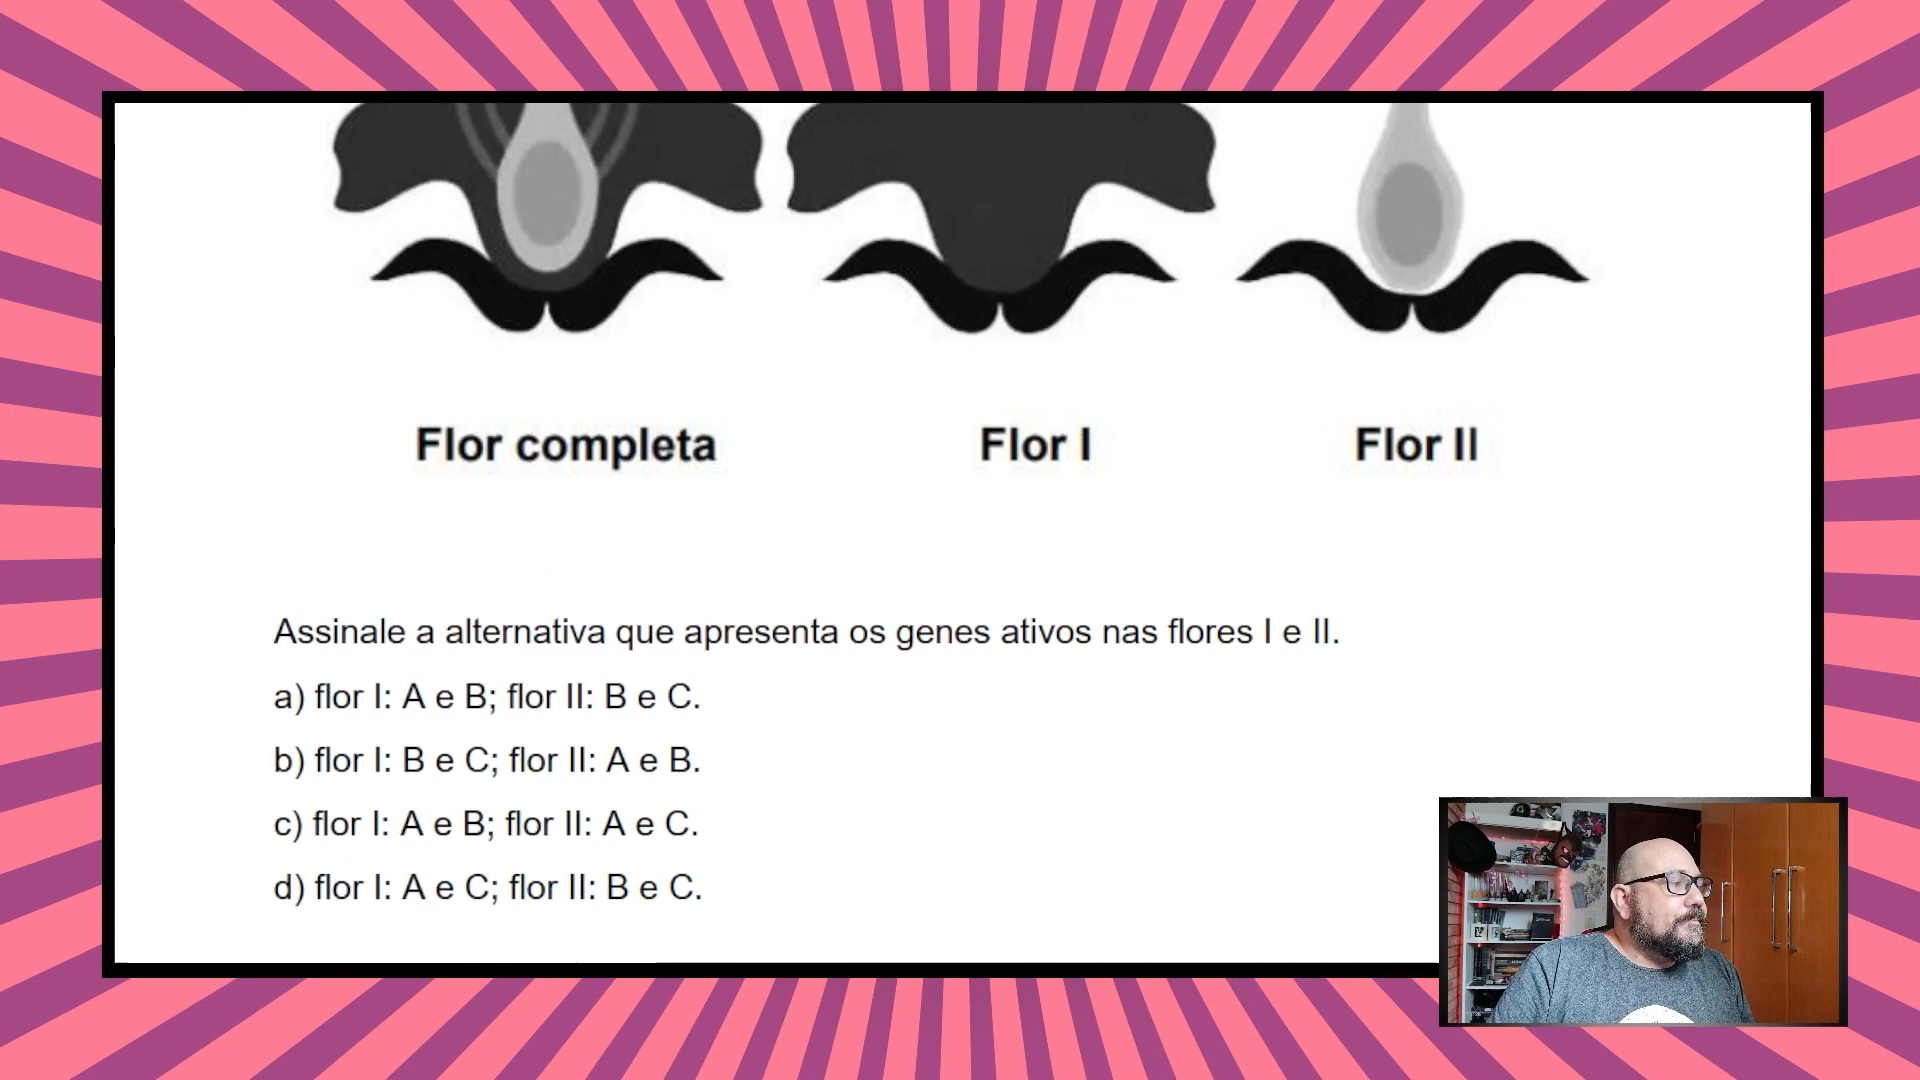 Flor completa
Flor I
Flor II
Assinale a alternativa que apresenta os genes ativos nas flores I e II.
a) flor I: A e B; flor II: B e C.
b) flor I: B e C; flor II: A e B.
c) flor I: A e B; flor II: A e C.
d) flor I: A e C; flor II: B e C.